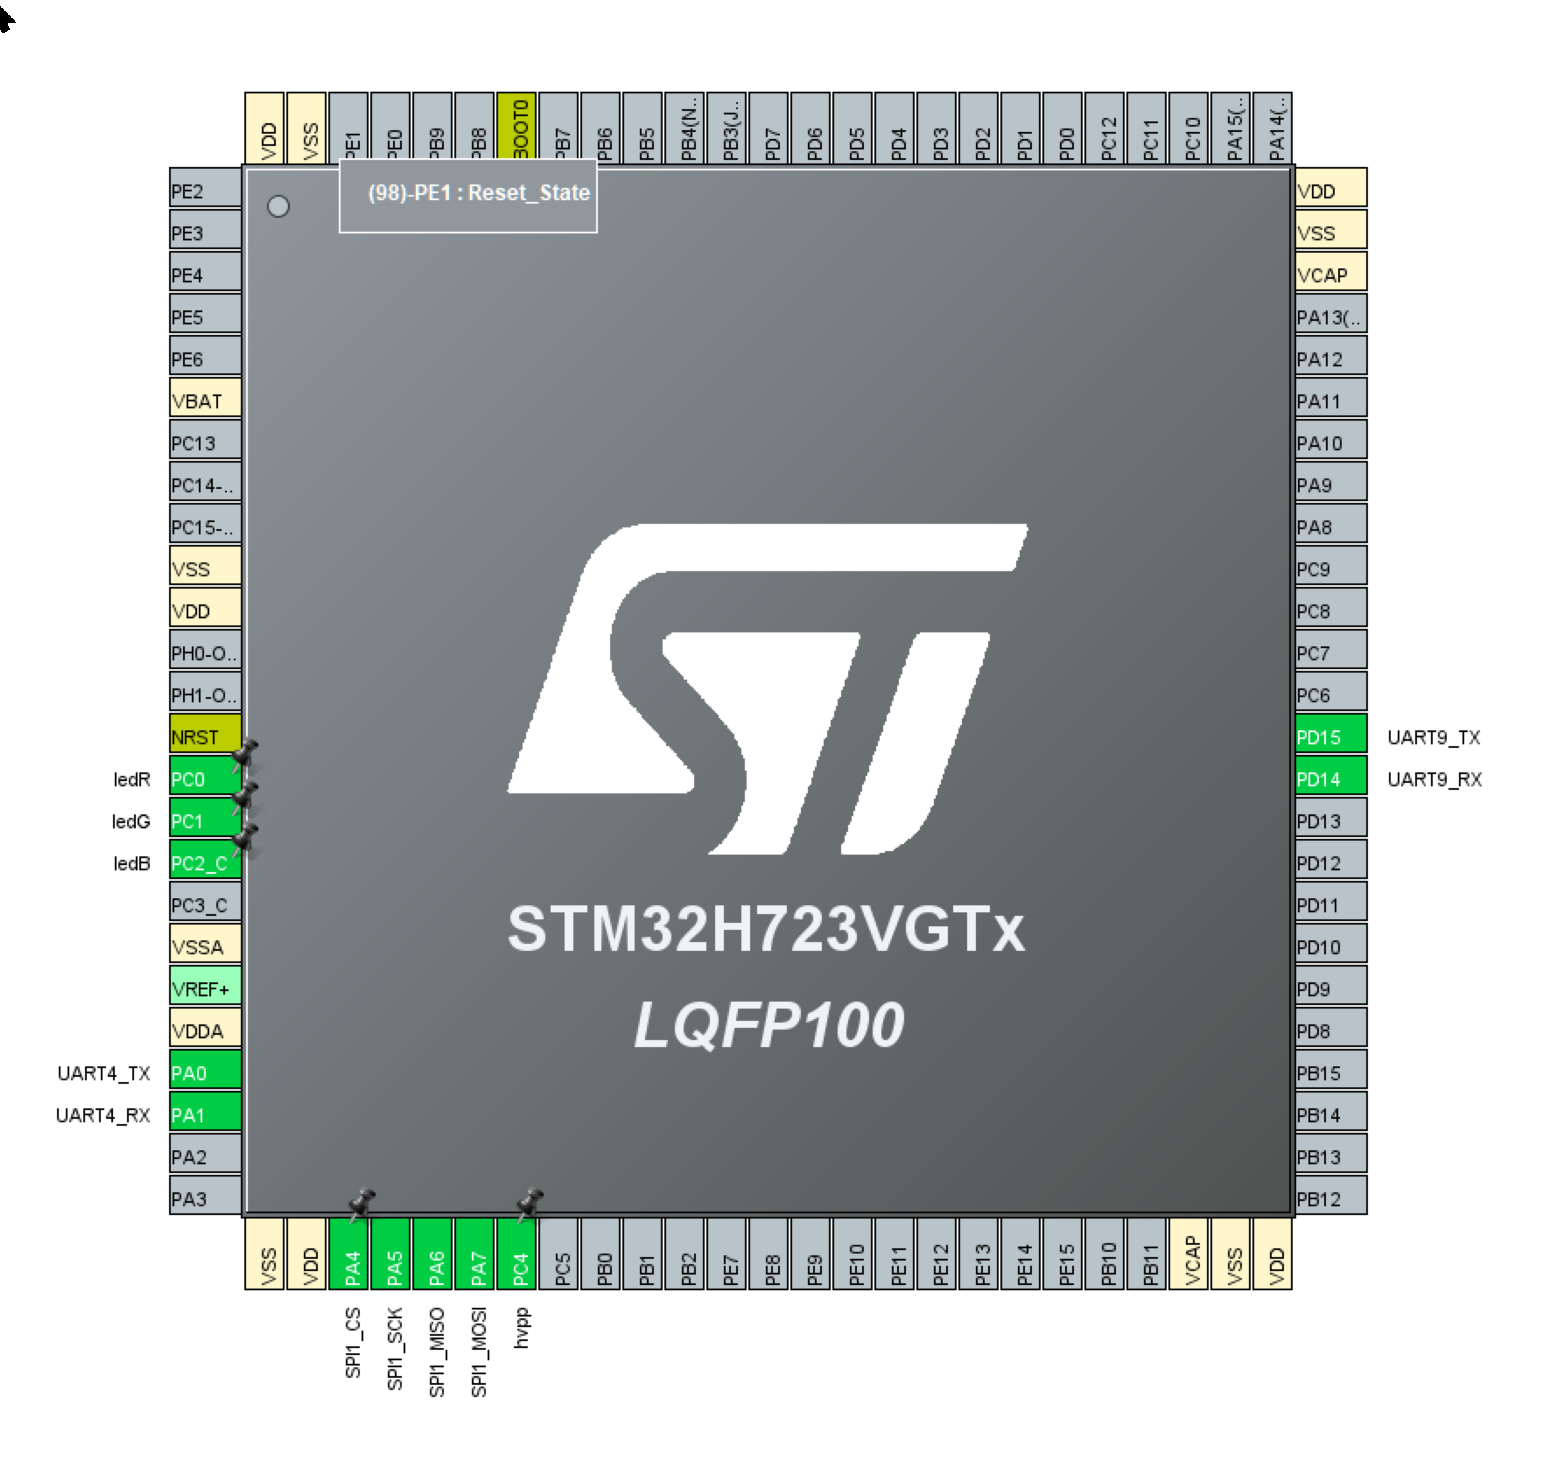 VDD
VSS
PE1
PE0
PB9
PB8
BOOT0
PB7
PB6
PB5
PB4(N..
PB3(J..
PD7
PD6
PD5
PD4
PD3
PD2
PD1
PD0
PC12
PC11
PC10
PA15(..
PA14(..
(98)-PE1 : Reset_State
PE2
PE3
PE4
PE5
PE6
VBAT
PC13
PC14-..
PC15-..
VSS
VDD
PH0-O..
PH1-O..
NRST
ledR PC0
ledG PC1
ledB PC2_C
PC3_C
VSSA
VREF+
VDDA
UART4_TX PA0
UART4_RX PA1
PA2
PA3
ST
STM32H723VGTx
LQFP100
VDD
VSS
VCAP
PA13(..
PA12
PA11
PA10
PA9
PA8
PC9
PC8
PC7
PC6
PD15 UART9_TX
PD14 UART9_RX
PD13
PD12
PD11
PD10
PD9
PD8
PB15
PB14
PB13
PB12
VSS
VDD
PA4
PA5
PA6
PA7
PC4
PC5
PB0
PB1
PB2
PE7
PE8
PE9
PE10
PE11
PE12
PE13
PE14
PE15
PB10
PB11
VCAP
VSS
VDD
SPI1_CS
SPI1_SCK
SPI1_MISO
SPI1_MOSI
hvpp